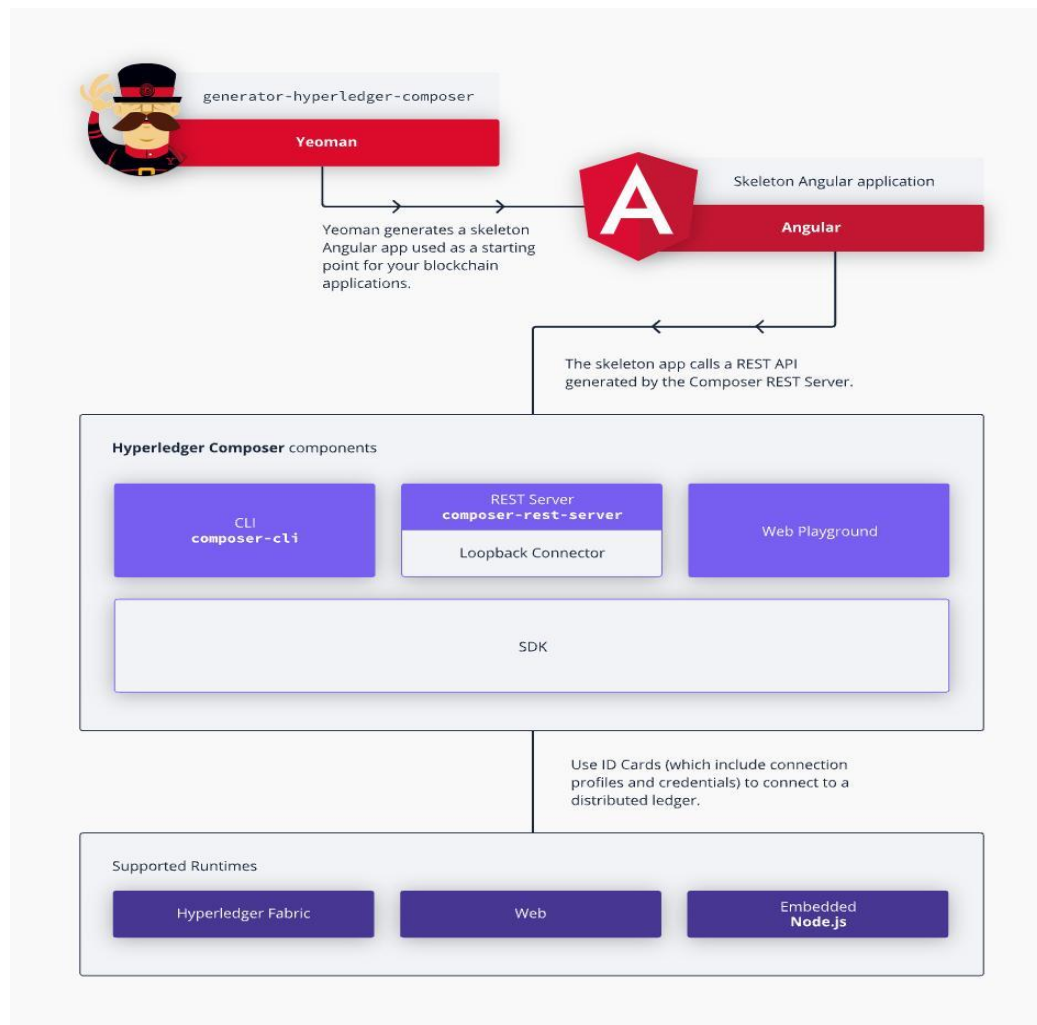 generator-hyperledger-composer
Yeoman
Skeleton Angular application
Angular
Yeoman generates a skeleton
Angular app used as a starting
point for your blockchain
applications.
The skeleton app calls a REST API
generated by the Composer REST Server.
Hyperledger Composer components
CLI
composer-cli
REST Server
composer-rest-server
Loopback Connector
Web Playground
SDK
Use ID Cards (which include connection
profiles and credentials) to connect to a
distributed ledger.
Supported Runtimes
Hyperledger Fabric
Web
Embedded
Node.js